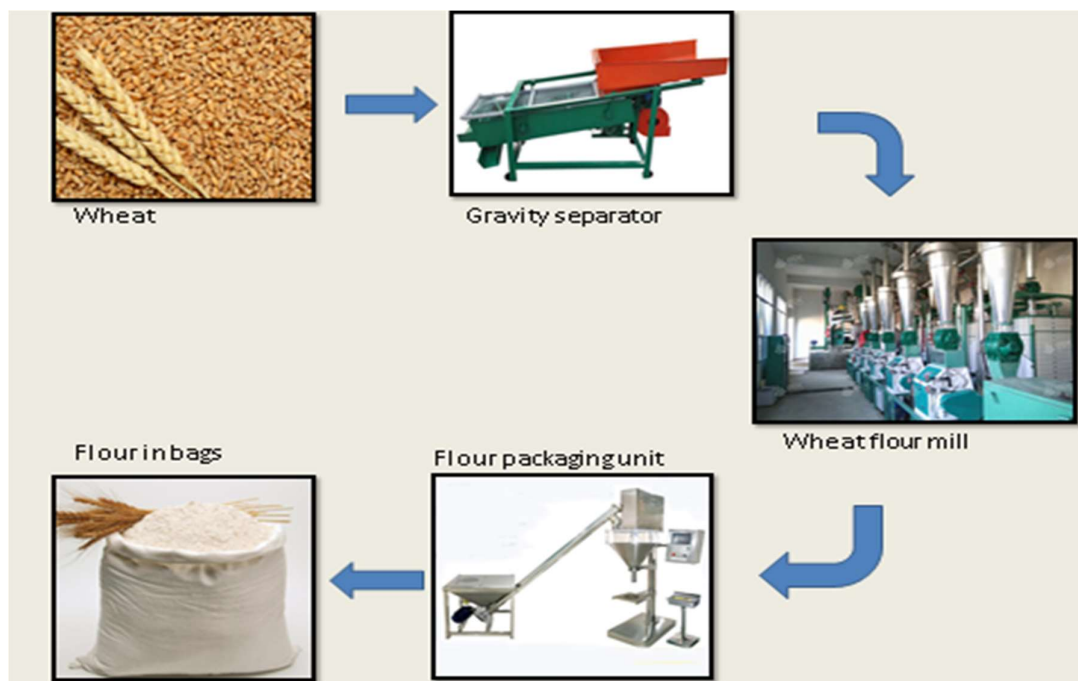 Wheat
Gravity separator
Wheat flour mill
Flour in bags
Flour packaging unit